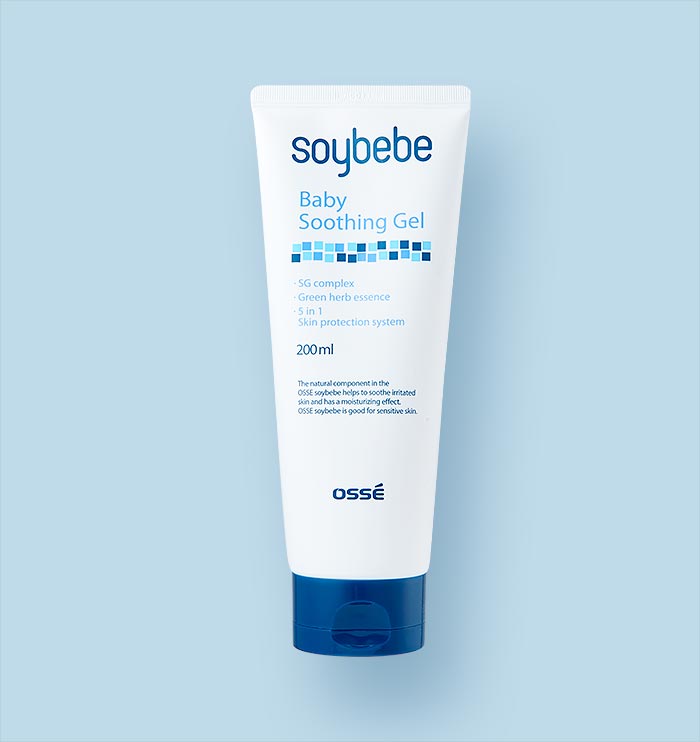 soybebe
Baby
Soothing Gel
· SG complex
· Green herb essence
· 5 in 1
Skin protection system
200ml
The natural component in the
OSSE soybebe helps to soothe irritated
skin and has a moisturizing effect.
OSSE soybebe is good for sensitive skin.
OSSÉ